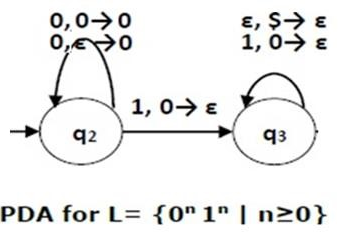 0,0→0
0,ε→0
ε, $→ ε
1, 0→ ε
1, 0→ ε
q2
q3
PDA for L= {0ⁿ 1ⁿ | n≥0}